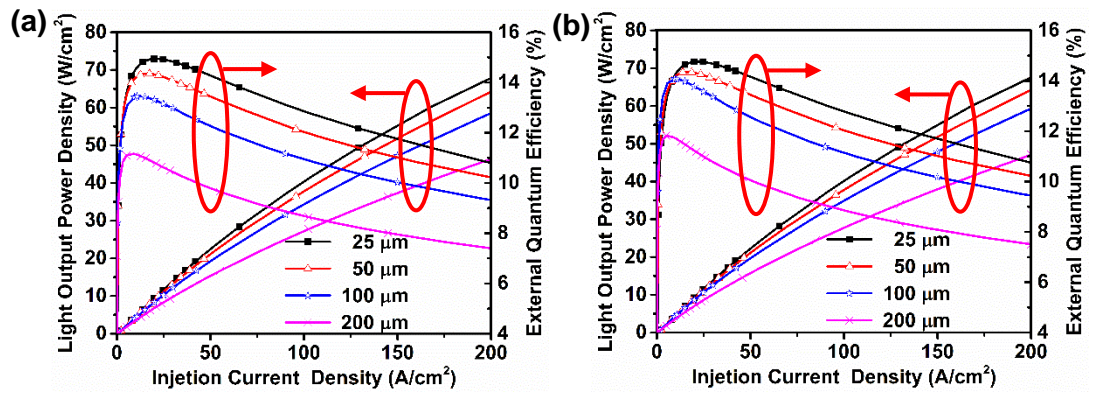 (a)
Light Output Power Density (W/cm²)
80
70
60
50
40
30
20
10
0
0 50 100 150 200
Injetion Current Density (A/cm²)
16
14
12
10
8
6
4
External Quantum Efficiency (%)
25 μm
50 μm
100 μm
200 μm
(b)
Light Output Power Density (W/cm²)
80
70
60
50
40
30
20
10
0
0 50 100 150 200
Injetion Current Density (A/cm²)
16
14
12
10
8
6
4
External Quantum Efficiency (%)
25 μm
50 μm
100 μm
200 μm